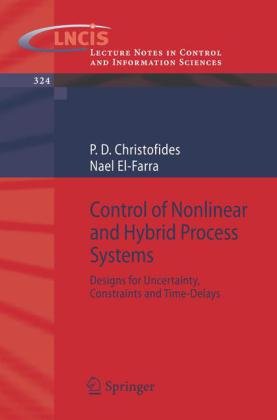 LNCIS
LECTURE NOTES IN CONTROL
AND INFORMATION SCIENCES
324
P. D. Christofides
Nael El-Farra
Control of Nonlinear
and Hybrid Process
Systems
Designs for Uncertainty,
Constraints and Time-Delays
Springer